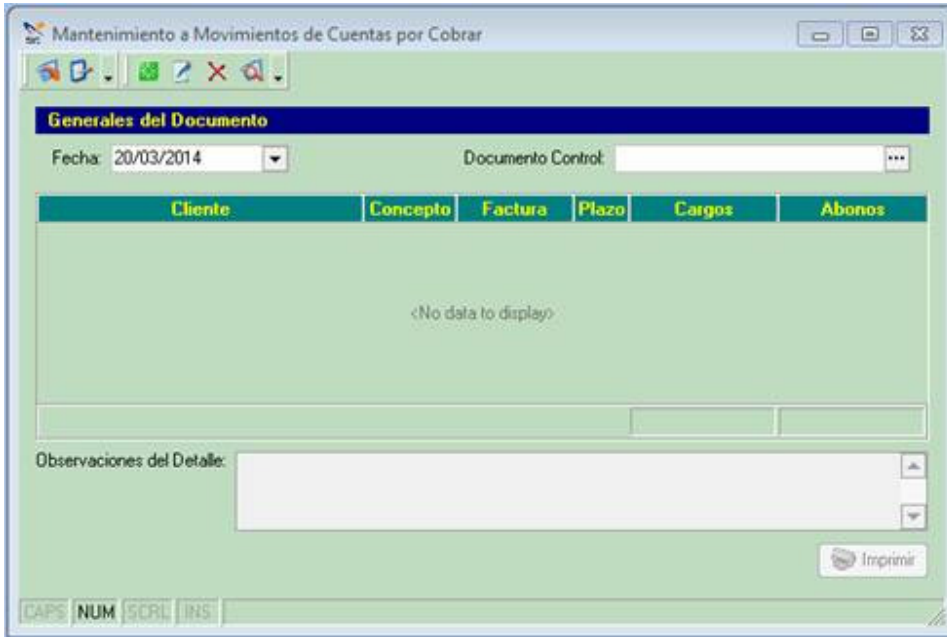 Mantenimiento a Movimientos de Cuentas por Cobrar
Generales del Documento
Fecha: 20/03/2014 Documento Control: ...
Cliente Concepto Factura Plazo Cargos Abonos
<No data to display>
Observaciones del Detalle:
Imprimir
CAPS NUM SCRL INS